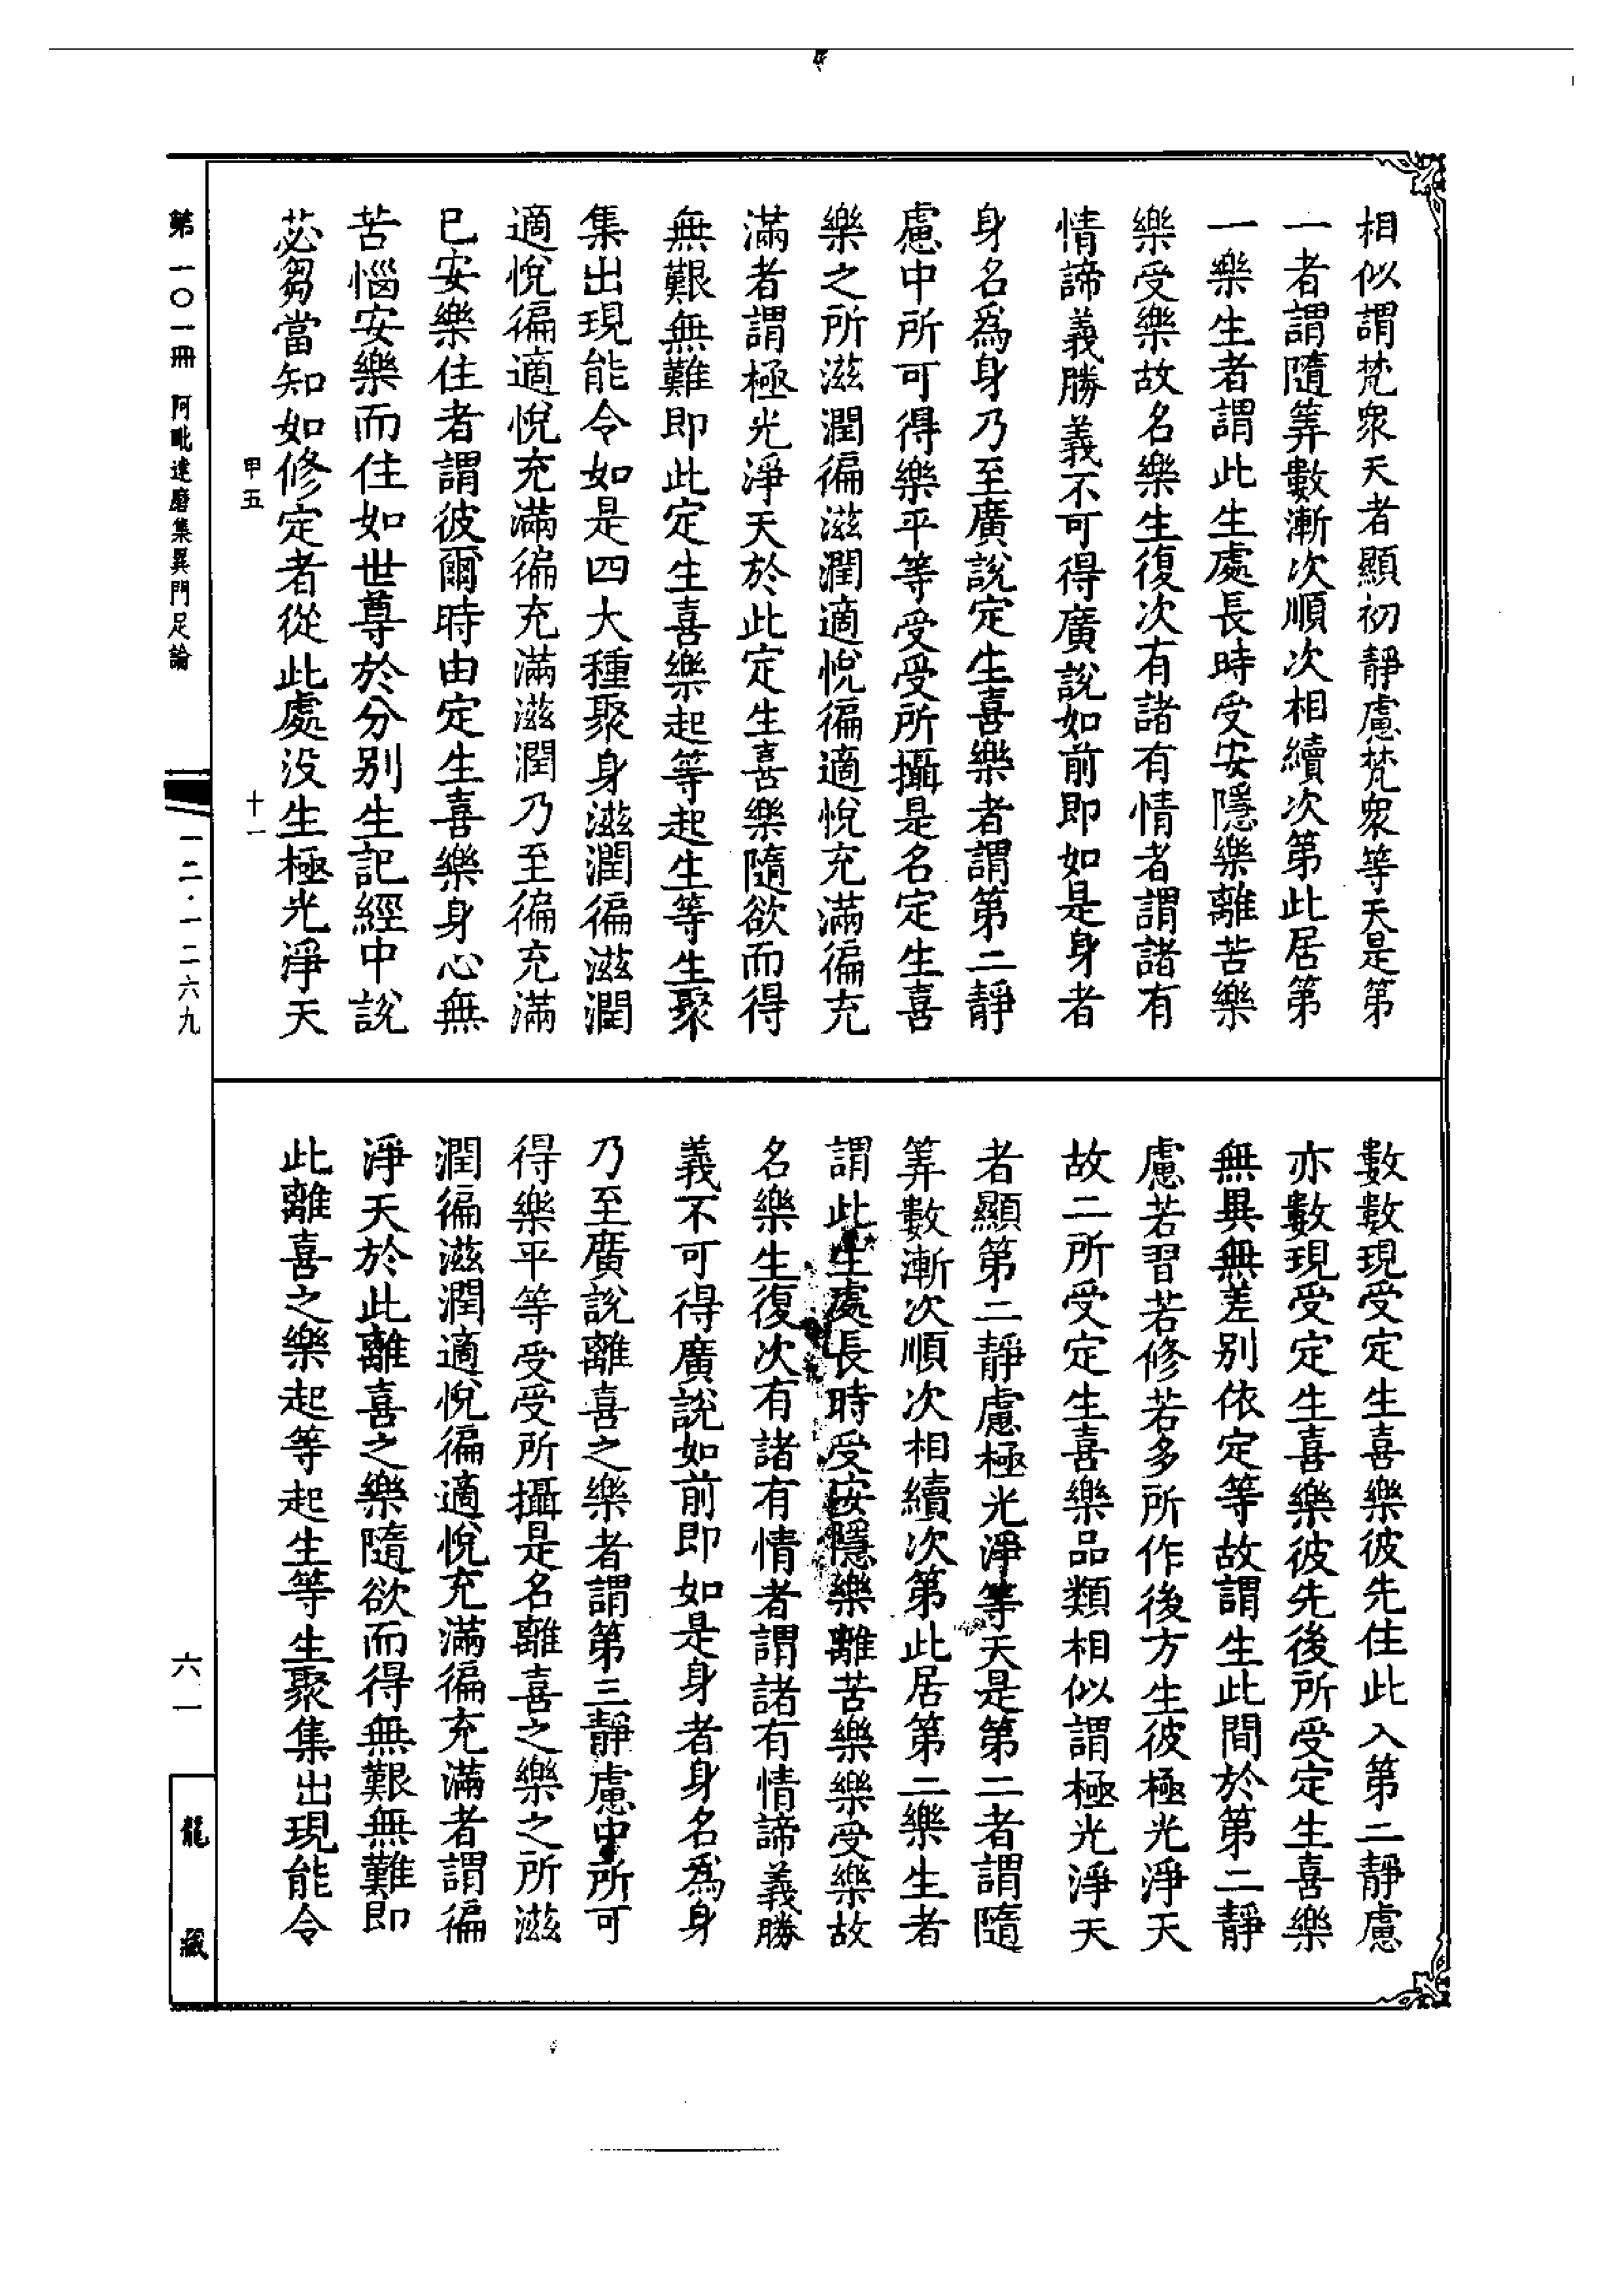 相似謂梵衆天者顯初靜慮梵衆等天是第
一者謂隨筭數漸次順次相續次第此居第
一樂生者謂此生處長時受安隱樂離苦樂
樂受樂故名樂生復次有諸有情者謂諸有
情諦義勝義不可得廣說如前即如是身者
身名爲身乃至廣說定生喜樂者謂第二靜
慮中所可得樂平等受受所攝是名定生喜
樂之所滋潤徧滋潤適悅徧適悅充滿徧充
滿者謂極光淨天於此定生喜樂隨欲而得
無艱無難即此定生喜樂起等起生等生聚
集出現能令如是四大種聚身滋潤徧滋潤
適悅徧適悅充滿徧充滿滋潤乃至徧充滿
已安樂住者謂彼爾時由定生喜樂身心無
苦惱安樂而住如世尊於分別生記經中說
苾芻當知如修定者從此處没生極光淨天
甲五 十一
數數現受定生喜樂彼先住此入第二靜慮
亦數現受定生喜樂彼先後所受定生喜樂
無異無差別依定等故謂生此間於第二靜
慮若習若修若多所作後方生彼極光淨天
故二所受定生喜樂品類相似謂極光淨天
者顯第二靜慮極光淨等天是第二者謂隨
筭數漸次順次相續次第此居第二樂生者
謂此生處長時受安隱樂離苦樂樂受樂故
名樂生復次有諸有情者謂諸有情諦義勝
義不可得廣說如前即如是身者身名爲身
乃至廣說離喜之樂者謂第三靜慮中所可
得樂平等受受所攝是名離喜之樂之所滋
潤徧滋潤適悅徧適悅充滿徧充滿者謂徧
淨天於此離喜之樂隨欲而得無艱無難即
此離喜之樂起等起生等生聚集出現能令
第一〇一冊 阿毗達磨集異門足論
一二·一二六九
六一
龍藏